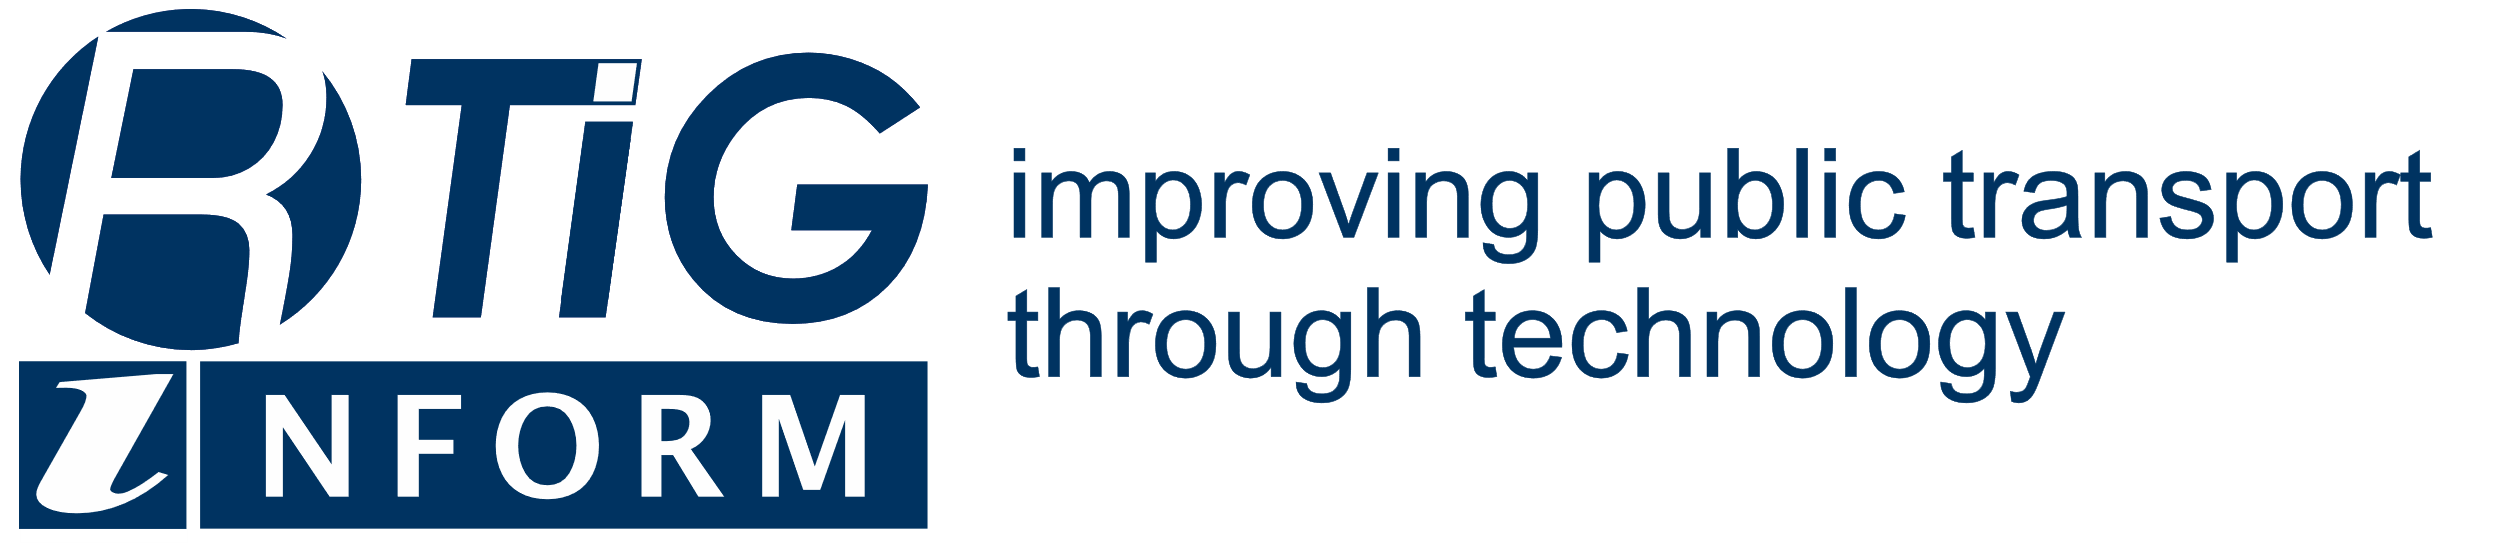 RTiG
iNFORM
improving public transport
through technology